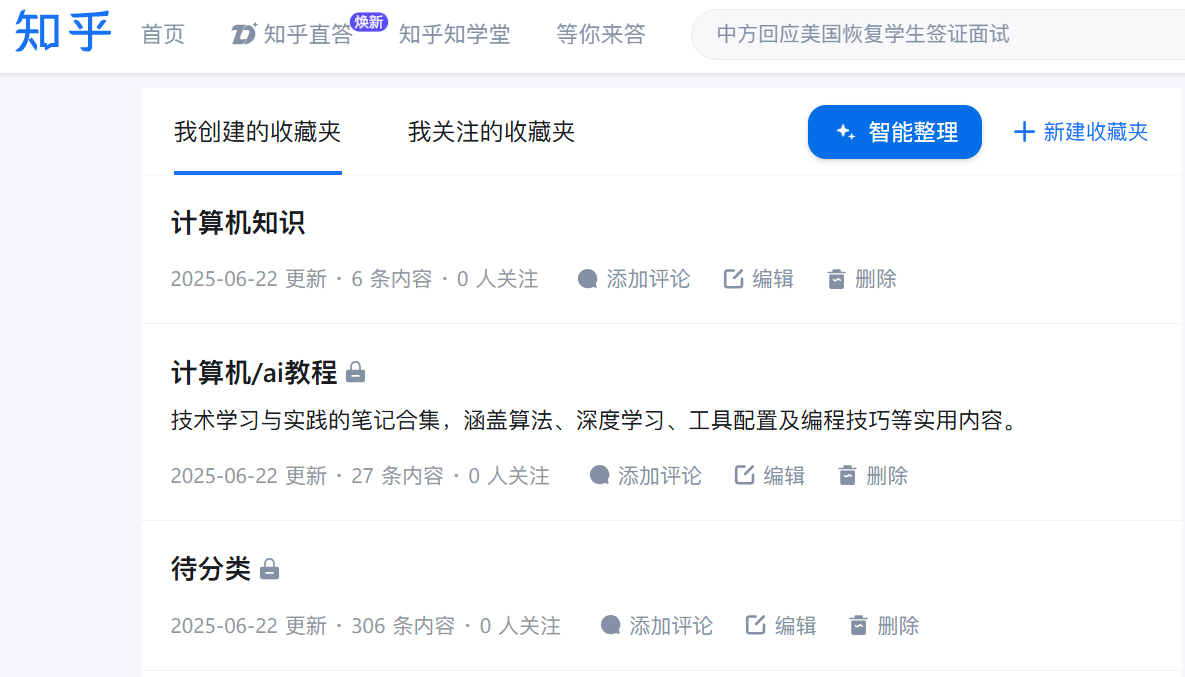 知乎 首页 知乎直答 焕新 知乎知学堂 等你来答 中方回应美国恢复学生签证面试
我创建的收藏夹 我关注的收藏夹 智能整理 新建收藏夹
计算机知识
2025-06-22 更新 · 6 条内容 · 0 人关注 添加评论 编辑 删除
计算机/ai教程
技术学习与实践的笔记合集，涵盖算法、深度学习、工具配置及编程技巧等实用内容。
2025-06-22 更新 · 27 条内容 · 0 人关注 添加评论 编辑 删除
待分类
2025-06-22 更新 · 306 条内容 · 0 人关注 添加评论 编辑 删除